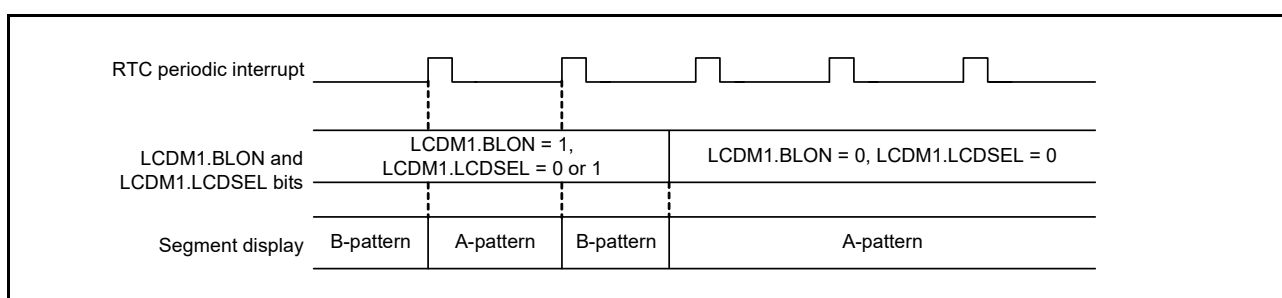 RTC periodic interrupt
LCDM1.BLON and
LCDM1.LCDSEL bits
LCDM1.BLON = 1,
LCDM1.LCDSEL = 0 or 1
LCDM1.BLON = 0, LCDM1.LCDSEL = 0
Segment display
B-pattern
A-pattern
B-pattern
A-pattern